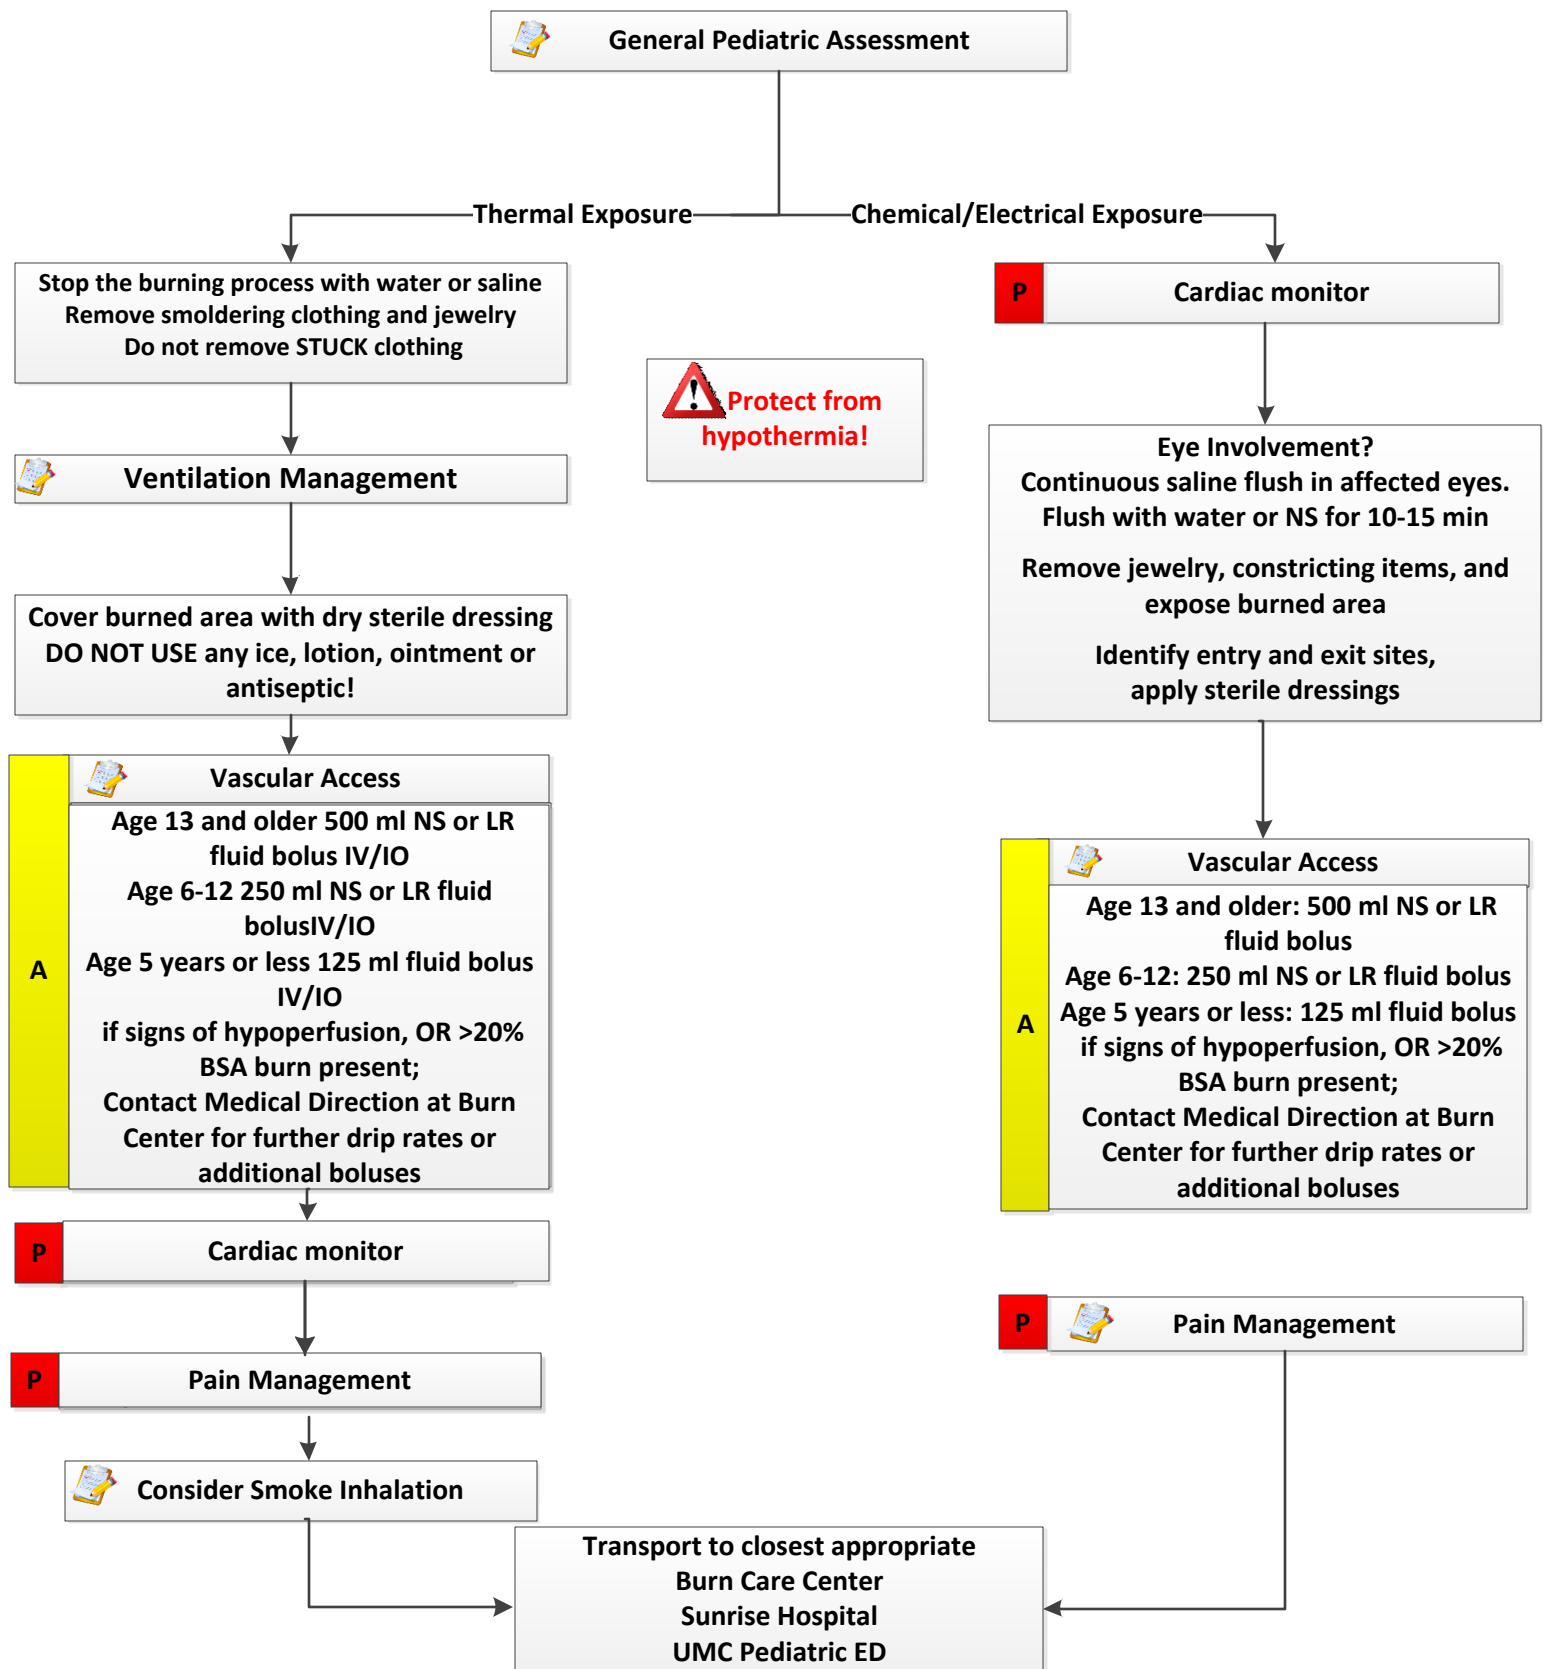 General Pediatric Assessment
Thermal Exposure
Chemical/Electrical Exposure
Stop the burning process with water or saline
Remove smoldering clothing and jewelry
Do not remove STUCK clothing
Ventilation Management
Cover burned area with dry sterile dressing
DO NOT USE any ice, lotion, ointment or
antiseptic!
A
Vascular Access
Age 13 and older 500 ml NS or LR
fluid bolus IV/IO
Age 6-12 250 ml NS or LR fluid
bolusIV/IO
Age 5 years or less 125 ml fluid bolus
IV/IO
if signs of hypoperfusion, OR >20%
BSA burn present;
Contact Medical Direction at Burn
Center for further drip rates or
additional boluses
P
Cardiac monitor
P
Pain Management
Consider Smoke Inhalation
Protect from
hypothermia!
P
Cardiac monitor
Eye Involvement?
Continuous saline flush in affected eyes.
Flush with water or NS for 10-15 min
Remove jewelry, constricting items, and
expose burned area
Identify entry and exit sites,
apply sterile dressings
A
Vascular Access
Age 13 and older: 500 ml NS or LR
fluid bolus
Age 6-12: 250 ml NS or LR fluid bolus
Age 5 years or less: 125 ml fluid bolus
if signs of hypoperfusion, OR >20%
BSA burn present;
Contact Medical Direction at Burn
Center for further drip rates or
additional boluses
P
Pain Management
Transport to closest appropriate
Burn Care Center
Sunrise Hospital
UMC Pediatric ED